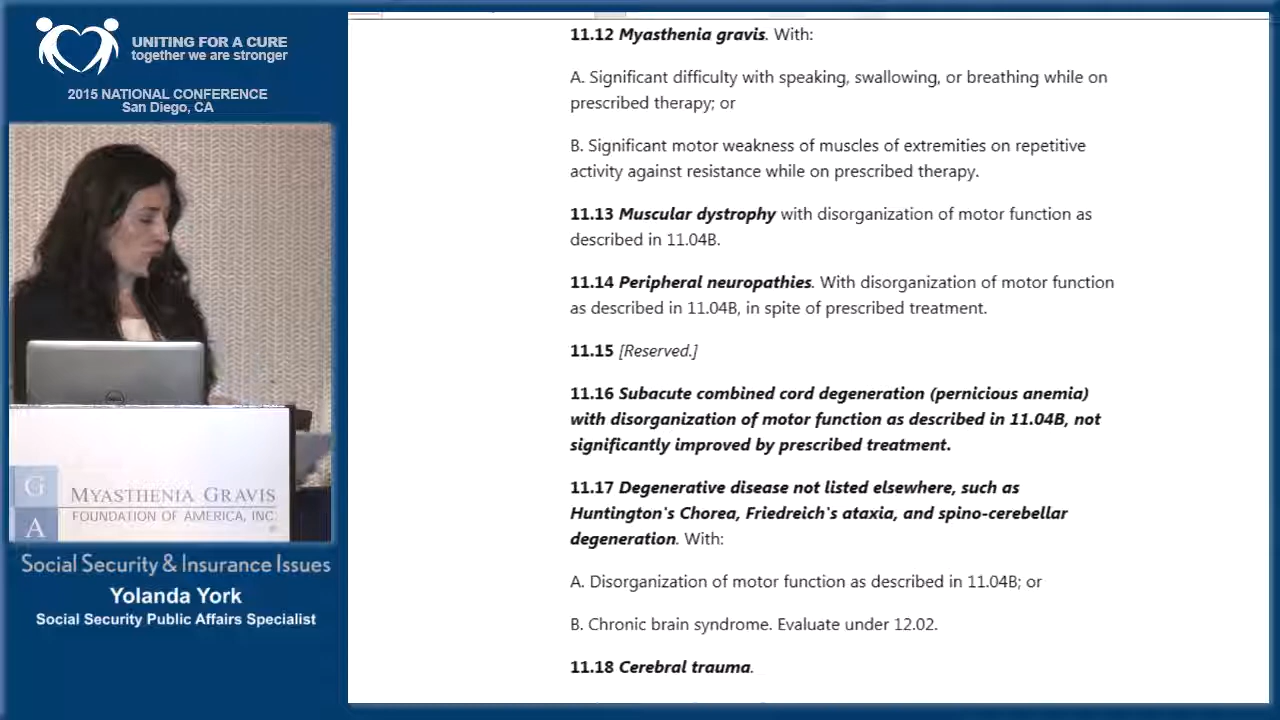 UNITING FOR A CURE
together we are stronger
2015 NATIONAL CONFERENCE
San Diego, CA
G
A
MYASTHENIA GRAVIS
FOUNDATION OF AMERICA, INC.
Social Security & Insurance Issues
Yolanda York
Social Security Public Affairs Specialist
11.12 Myasthenia gravis. With:
A. Significant difficulty with speaking, swallowing, or breathing while on
prescribed therapy; or
B. Significant motor weakness of muscles of extremities on repetitive
activity against resistance while on prescribed therapy.
11.13 Muscular dystrophy with disorganization of motor function as
described in 11.04B.
11.14 Peripheral neuropathies. With disorganization of motor function
as described in 11.04B, in spite of prescribed treatment.
11.15 [Reserved.]
11.16 Subacute combined cord degeneration (pernicious anemia)
with disorganization of motor function as described in 11.04B, not
significantly improved by prescribed treatment.
11.17 Degenerative disease not listed elsewhere, such as
Huntington's Chorea, Friedreich's ataxia, and spino-cerebellar
degeneration. With:
A. Disorganization of motor function as described in 11.04B; or
B. Chronic brain syndrome. Evaluate under 12.02.
11.18 Cerebral trauma.